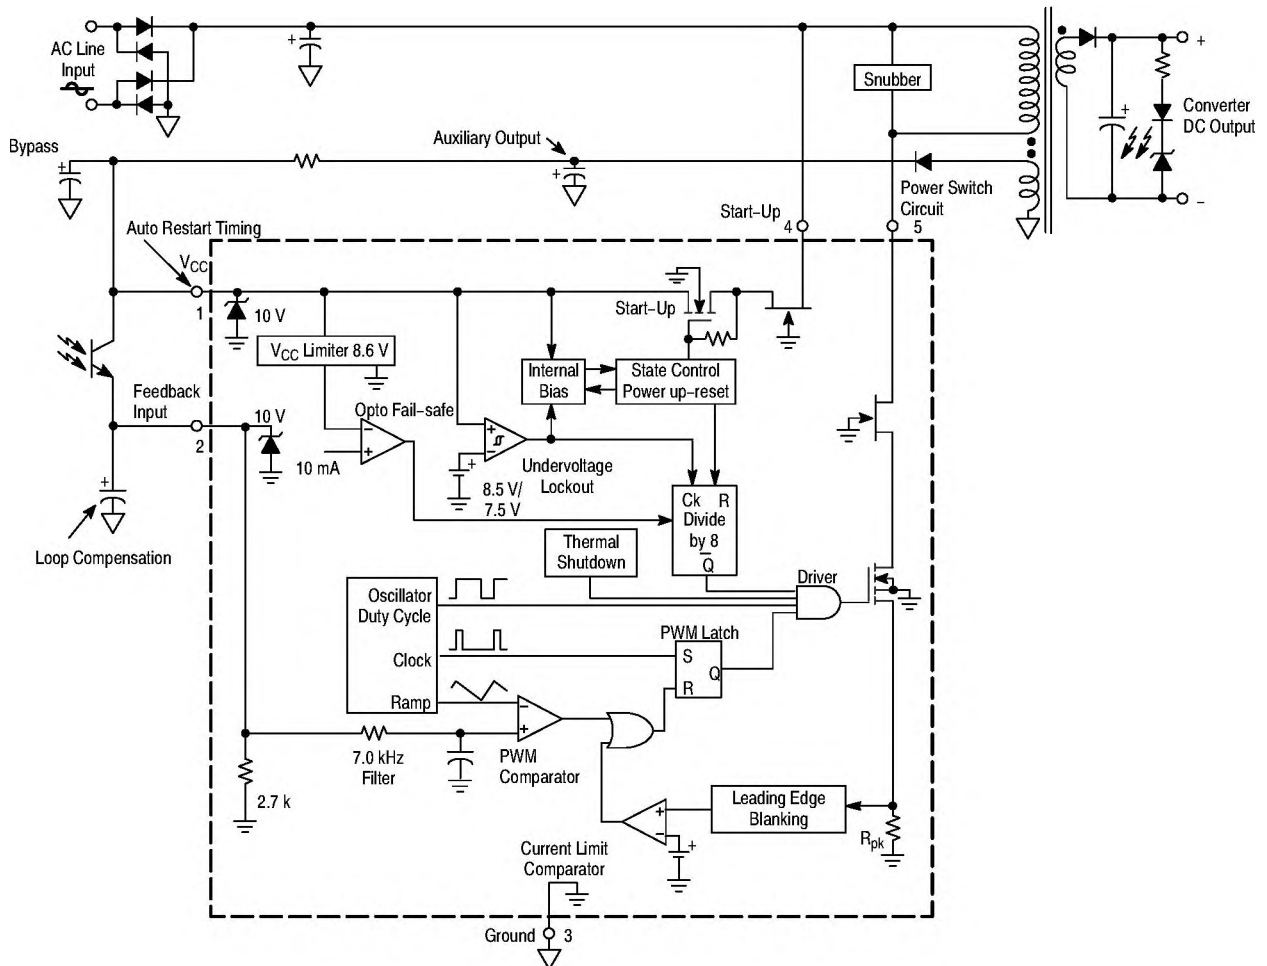 AC Line
Input
+
Snubber
+
+
Converter
DC Output
−
Bypass
+
Auxiliary Output
+
Power Switch
Circuit
Start−Up
4
5
Auto Restart Timing
VCC
1
10 V
Start−Up
VCC Limiter 8.6 V
Internal
Bias
State Control
Power up−reset
Feedback
Input
2
10 V
Opto Fail−safe
−
+
10 mA
+
−
+
Undervoltage
Lockout
8.5 V/
7.5 V
+
Loop Compensation
Ck R
Divide
by 8
Q
Thermal
Shutdown
Driver
Oscillator
Duty Cycle
Clock
Ramp
PWM Latch
S
Q
R
−
+
PWM
Comparator
7.0 kHz
Filter
2.7 k
Leading Edge
Blanking
+
−
+
Rpk
Current Limit
Comparator
Ground 3